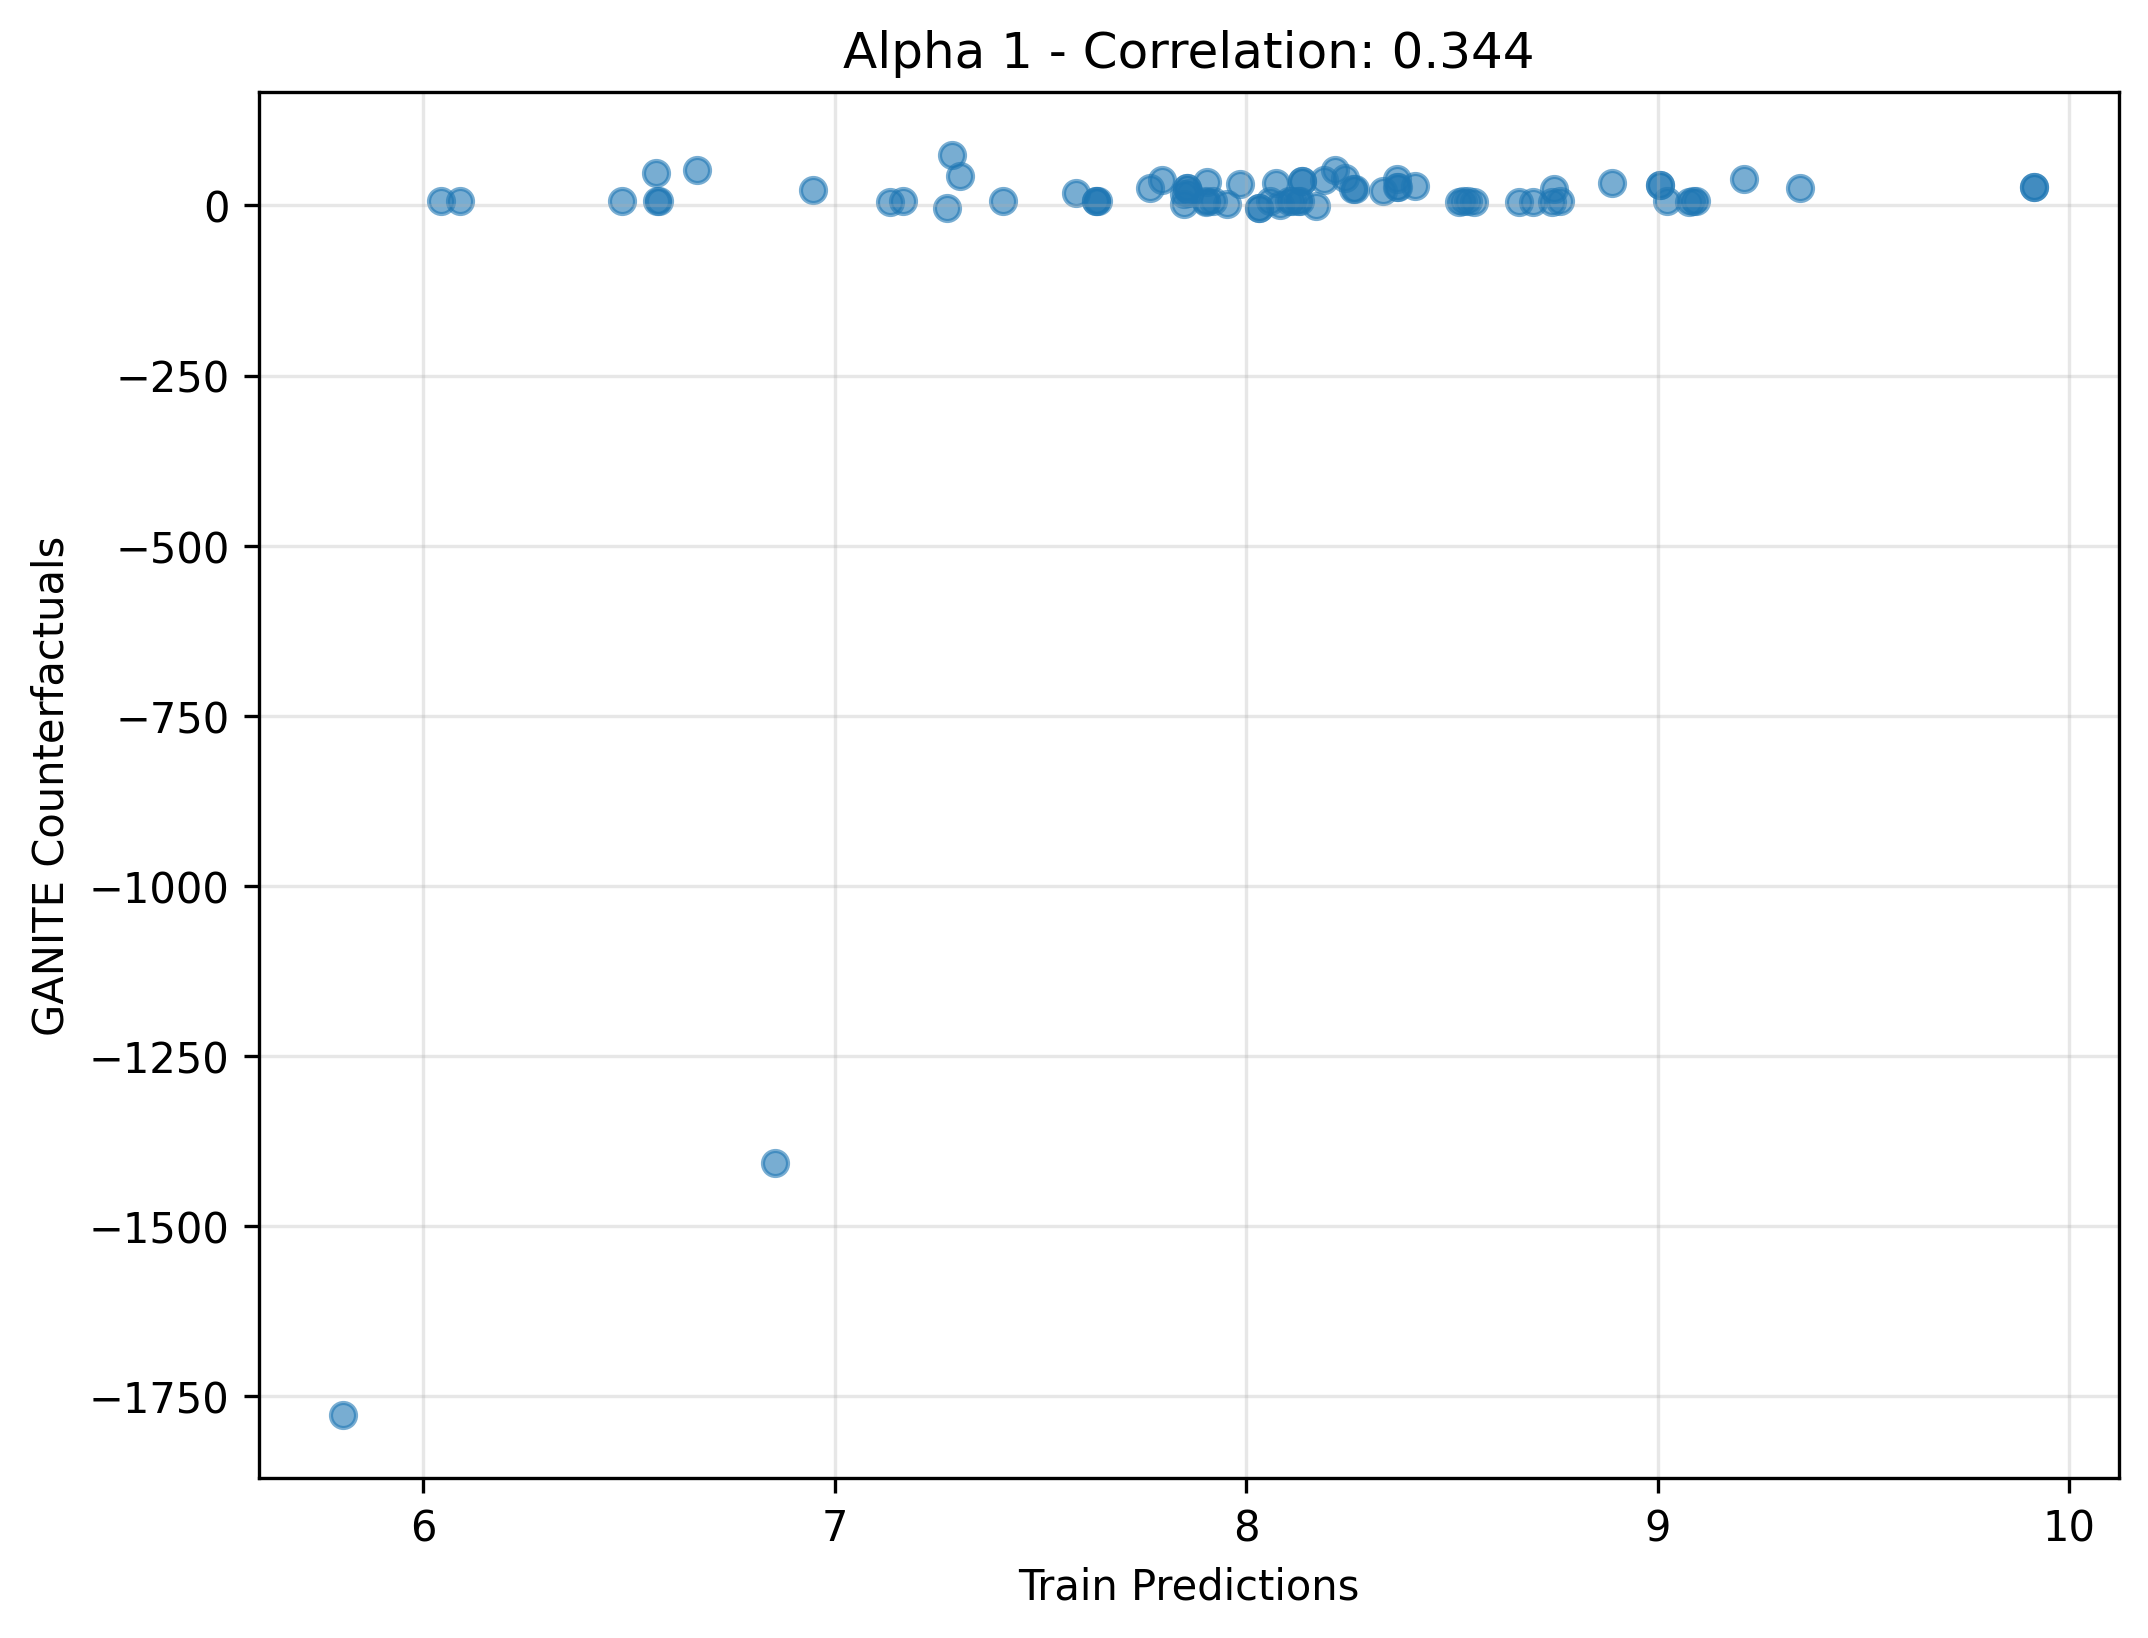 Alpha 1 - Correlation: 0.344
GANITE Counterfactuals
0
−250
−500
−750
−1000
−1250
−1500
−1750
6 7 8 9 10
Train Predictions